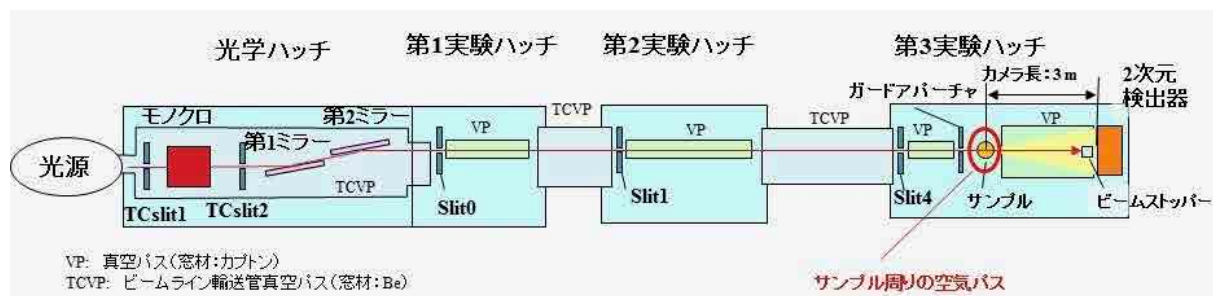 光学ハッチ
第1実験ハッチ
第2実験ハッチ
第3実験ハッチ
カメラ長:3m
2次元
検出器
ガードアパーチャ
モノクロ
第2ミラー
第1ミラー
VP
TCVP
VP
TCVP
VP
VP
光源
TCVP
TCslit1
TCslit2
Slit0
Slit1
Slit4
サンプル
ビームストッパー
VP: 真空パス(窓材:カプトン)
TCVP: ビームライン輸送管真空パス(窓材:Be)
サンプル周りの空気パス